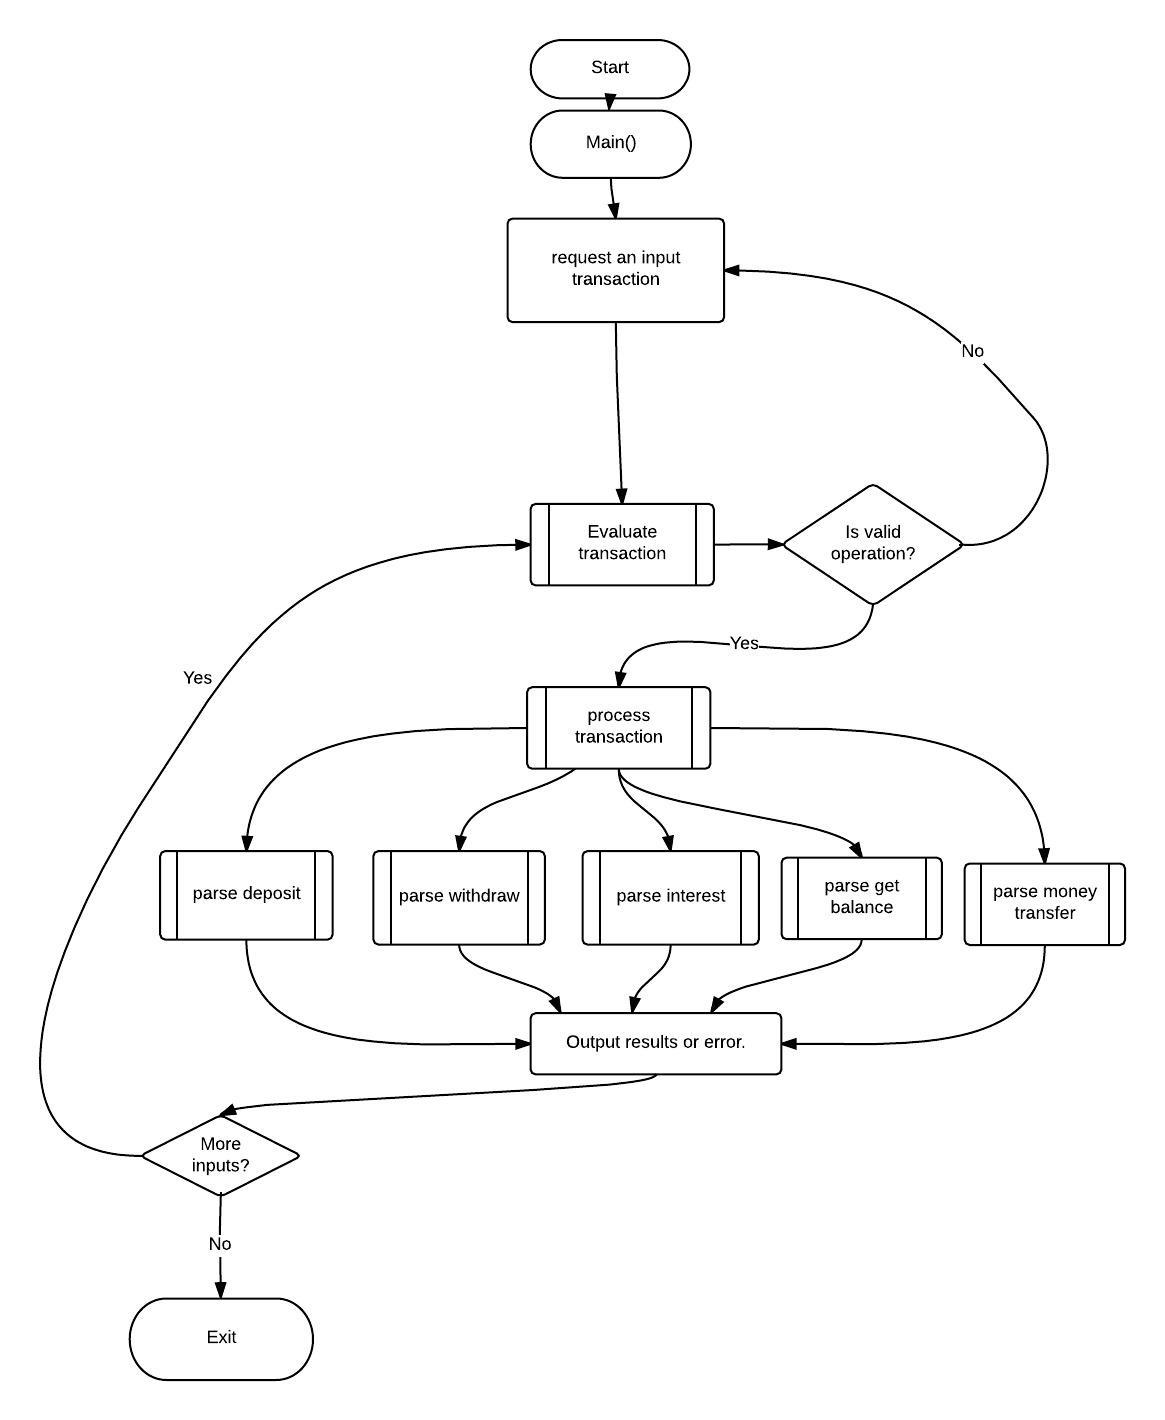 Start
Main()
request an input
transaction
No
Evaluate
transaction
Is valid
operation?
Yes
Yes
process
transaction
parse deposit
parse withdraw
parse interest
parse get
balance
parse money
transfer
Output results or error.
More
inputs?
No
Exit